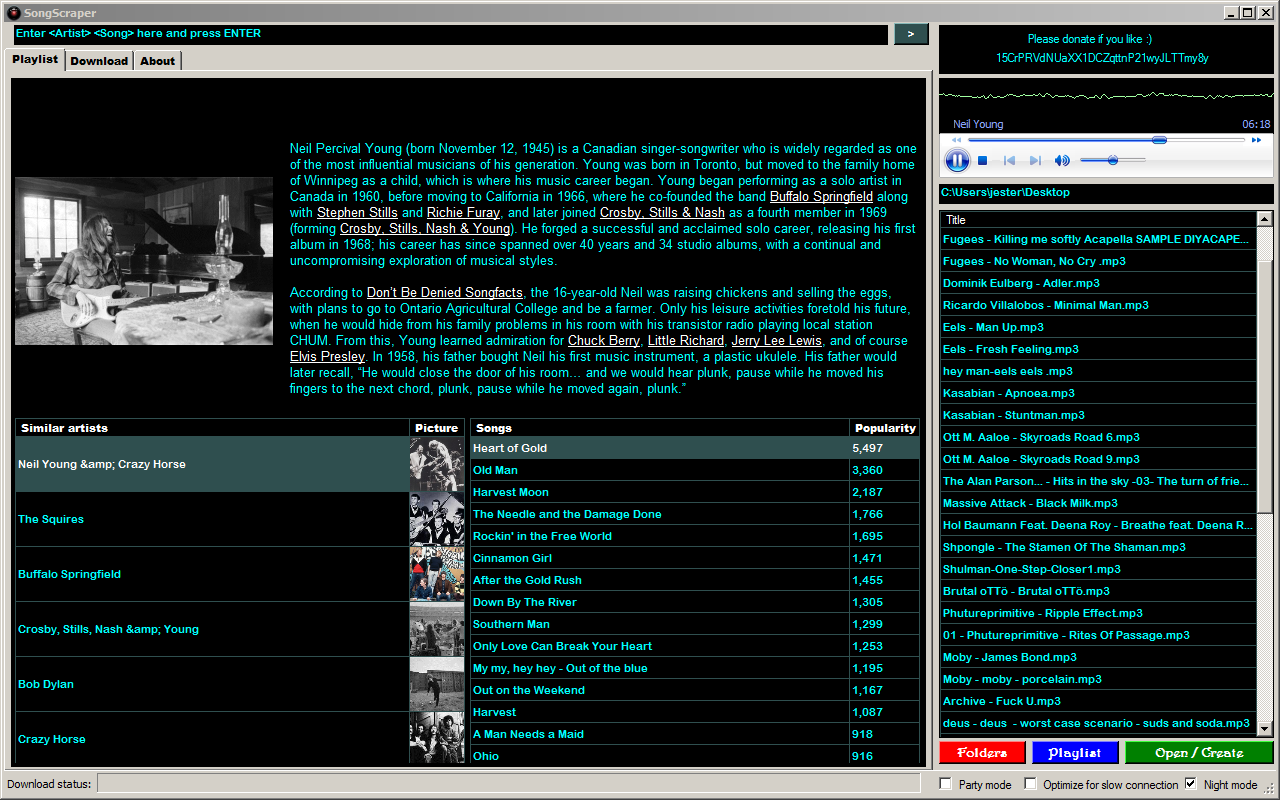 SongScraper
Enter <Artist> <Song> here and press ENTER
>
Playlist
Download
About
Neil Percival Young (born November 12, 1945) is a Canadian singer-songwriter who is widely regarded as one
of the most influential musicians of his generation. Young was born in Toronto, but moved to the family home
of Winnipeg as a child, which is where his music career began. Young began performing as a solo artist in
Canada in 1960, before moving to California in 1966, where he co-founded the band Buffalo Springfield along
with Stephen Stills and Richie Furay, and later joined Crosby, Stills & Nash as a fourth member in 1969
(forming Crosby, Stills, Nash & Young). He forged a successful and acclaimed solo career, releasing his first
album in 1968; his career has since spanned over 40 years and 34 studio albums, with a continual and
uncompromising exploration of musical styles.
According to Don't Be Denied Songfacts, the 16-year-old Neil was raising chickens and selling the eggs,
with plans to go to Ontario Agricultural College and be a farmer. Only his leisure activities foretold his future,
when he would hide from his family problems in his room with his transistor radio playing local station
CHUM. From this, Young learned admiration for Chuck Berry, Little Richard, Jerry Lee Lewis, and of course
Elvis Presley. In 1958, his father bought Neil his first music instrument, a plastic ukulele. His father would
later recall, “He would close the door of his room… and we would hear plunk, pause while he moved his
fingers to the next chord, plunk, pause while he moved again, plunk.”
Similar artists Picture
Neil Young &amp; Crazy Horse
The Squires
Buffalo Springfield
Crosby, Stills, Nash &amp; Young
Bob Dylan
Crazy Horse
Songs Popularity
Heart of Gold 5,497
Old Man 3,360
Harvest Moon 2,187
The Needle and the Damage Done 1,766
Rockin' in the Free World 1,695
Cinnamon Girl 1,471
After the Gold Rush 1,455
Down By The River 1,305
Southern Man 1,299
Only Love Can Break Your Heart 1,253
My my, hey hey - Out of the blue 1,195
Out on the Weekend 1,167
Harvest 1,087
A Man Needs a Maid 918
Ohio 916
Please donate if you like :)
15CrPRVdNUaXX1DCZqttnP21wyJLTTmy8y
Neil Young 06:18
C:\Users\jester\Desktop
Title
Fugees - Killing me softly Acapella SAMPLE DIYACAPE...
Fugees - No Woman, No Cry .mp3
Dominik Eulberg - Adler.mp3
Ricardo Villalobos - Minimal Man.mp3
Eels - Man Up.mp3
Eels - Fresh Feeling.mp3
hey man-eels eels .mp3
Kasabian - Apnoea.mp3
Kasabian - Stuntman.mp3
Ott M. Aaloe - Skyroads Road 6.mp3
Ott M. Aaloe - Skyroads Road 9.mp3
The Alan Parson... - Hits in the sky -03- The turn of frie...
Massive Attack - Black Milk.mp3
Hol Baumann Feat. Deena Roy - Breathe feat. Deena R...
Shpongle - The Stamen Of The Shaman.mp3
Shulman-One-Step-Closer1.mp3
Brutal oTTö - Brutal oTTö.mp3
Phutureprimitive - Ripple Effect.mp3
01 - Phutureprimitive - Rites Of Passage.mp3
Moby - James Bond.mp3
Moby - moby - porcelain.mp3
Archive - Fuck U.mp3
deus - deus  - worst case scenario - suds and soda.mp3
Folders
Playlist
Open / Create
Download status:
Party mode
Optimize for slow connection
Night mode